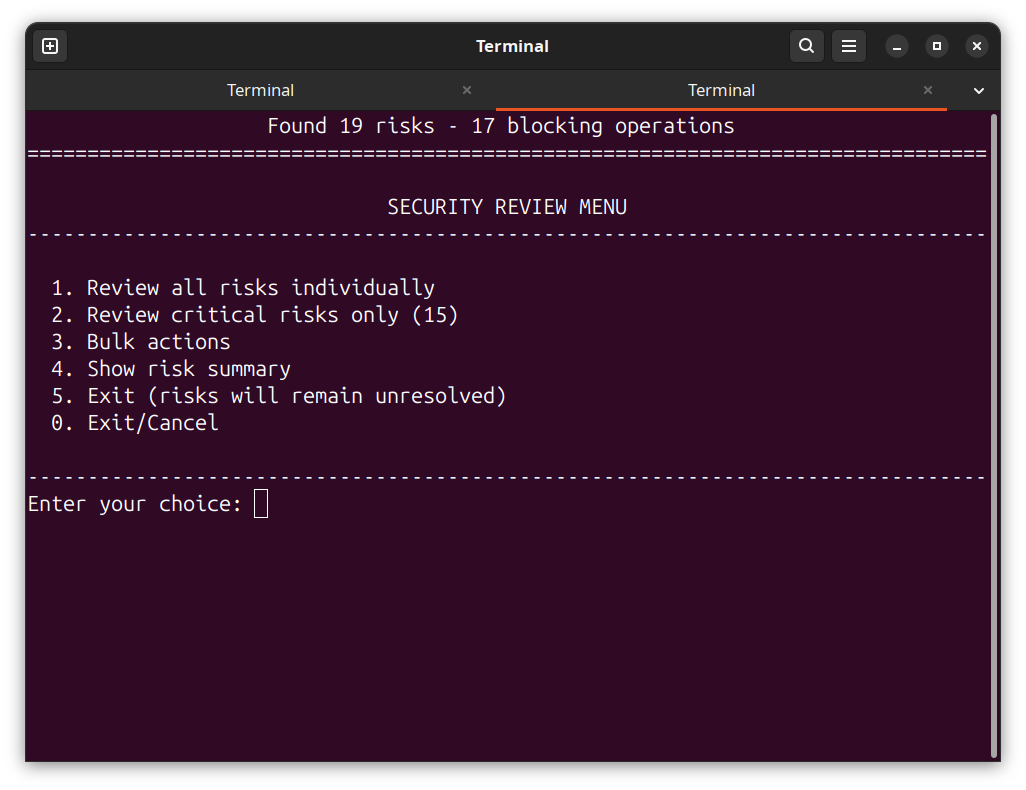 Terminal
Terminal
Terminal
Found 19 risks - 17 blocking operations
================================================================================
SECURITY REVIEW MENU
--------------------------------------------------------------------------------
1. Review all risks individually
2. Review critical risks only (15)
3. Bulk actions
4. Show risk summary
5. Exit (risks will remain unresolved)
0. Exit/Cancel
--------------------------------------------------------------------------------
Enter your choice: